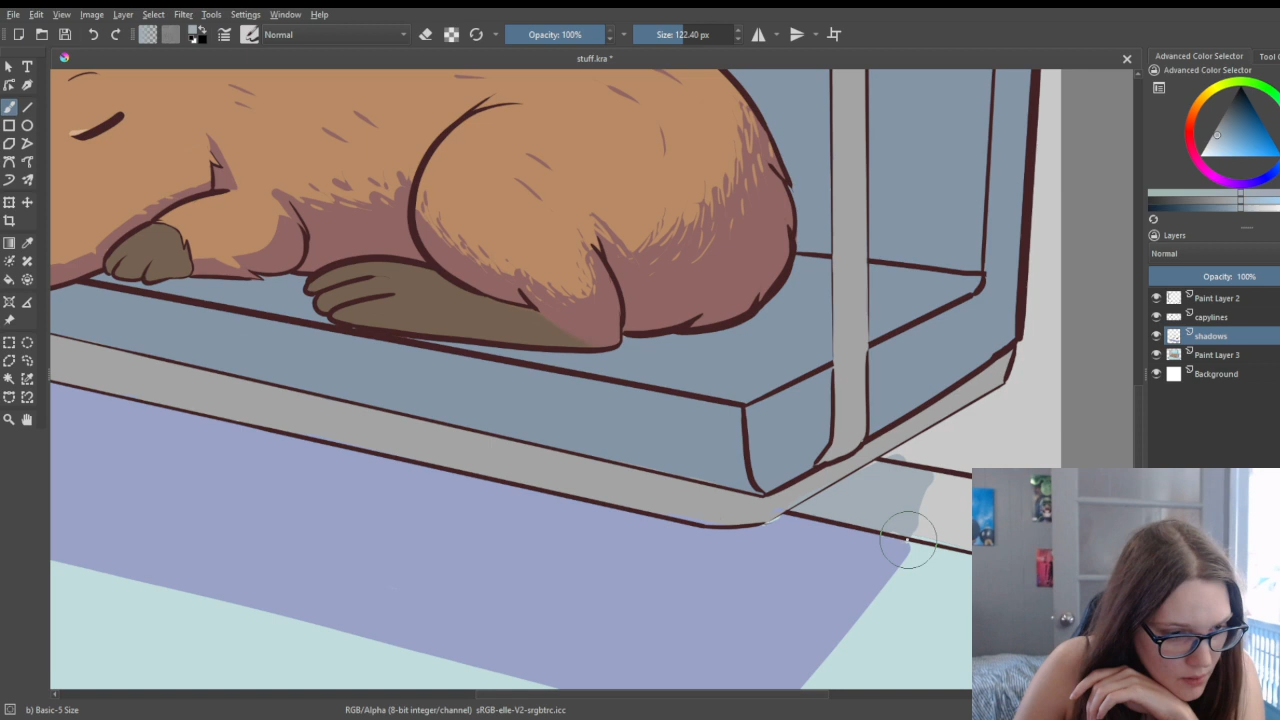 File Edit View Image Layer Select Filter Tools Settings Window Help
Normal Opacity: 100% Size: 122.40 px
stuff.kra *
Advanced Color Selector Tool
Advanced Color Selector
Layers
Normal
Opacity: 100%
Paint Layer 2
capylines
shadows
Paint Layer 3
Background
b) Basic-5 Size RGB/Alpha (8-bit integer/channel) sRGB-elle-V2-srgbtrc.icc